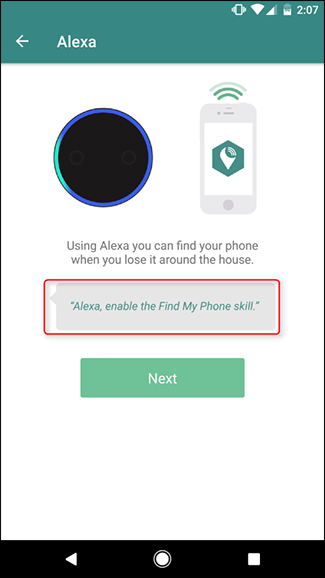 2:07
Alexa
Using Alexa you can find your phone
when you lose it around the house.
“Alexa, enable the Find My Phone skill.”
Next